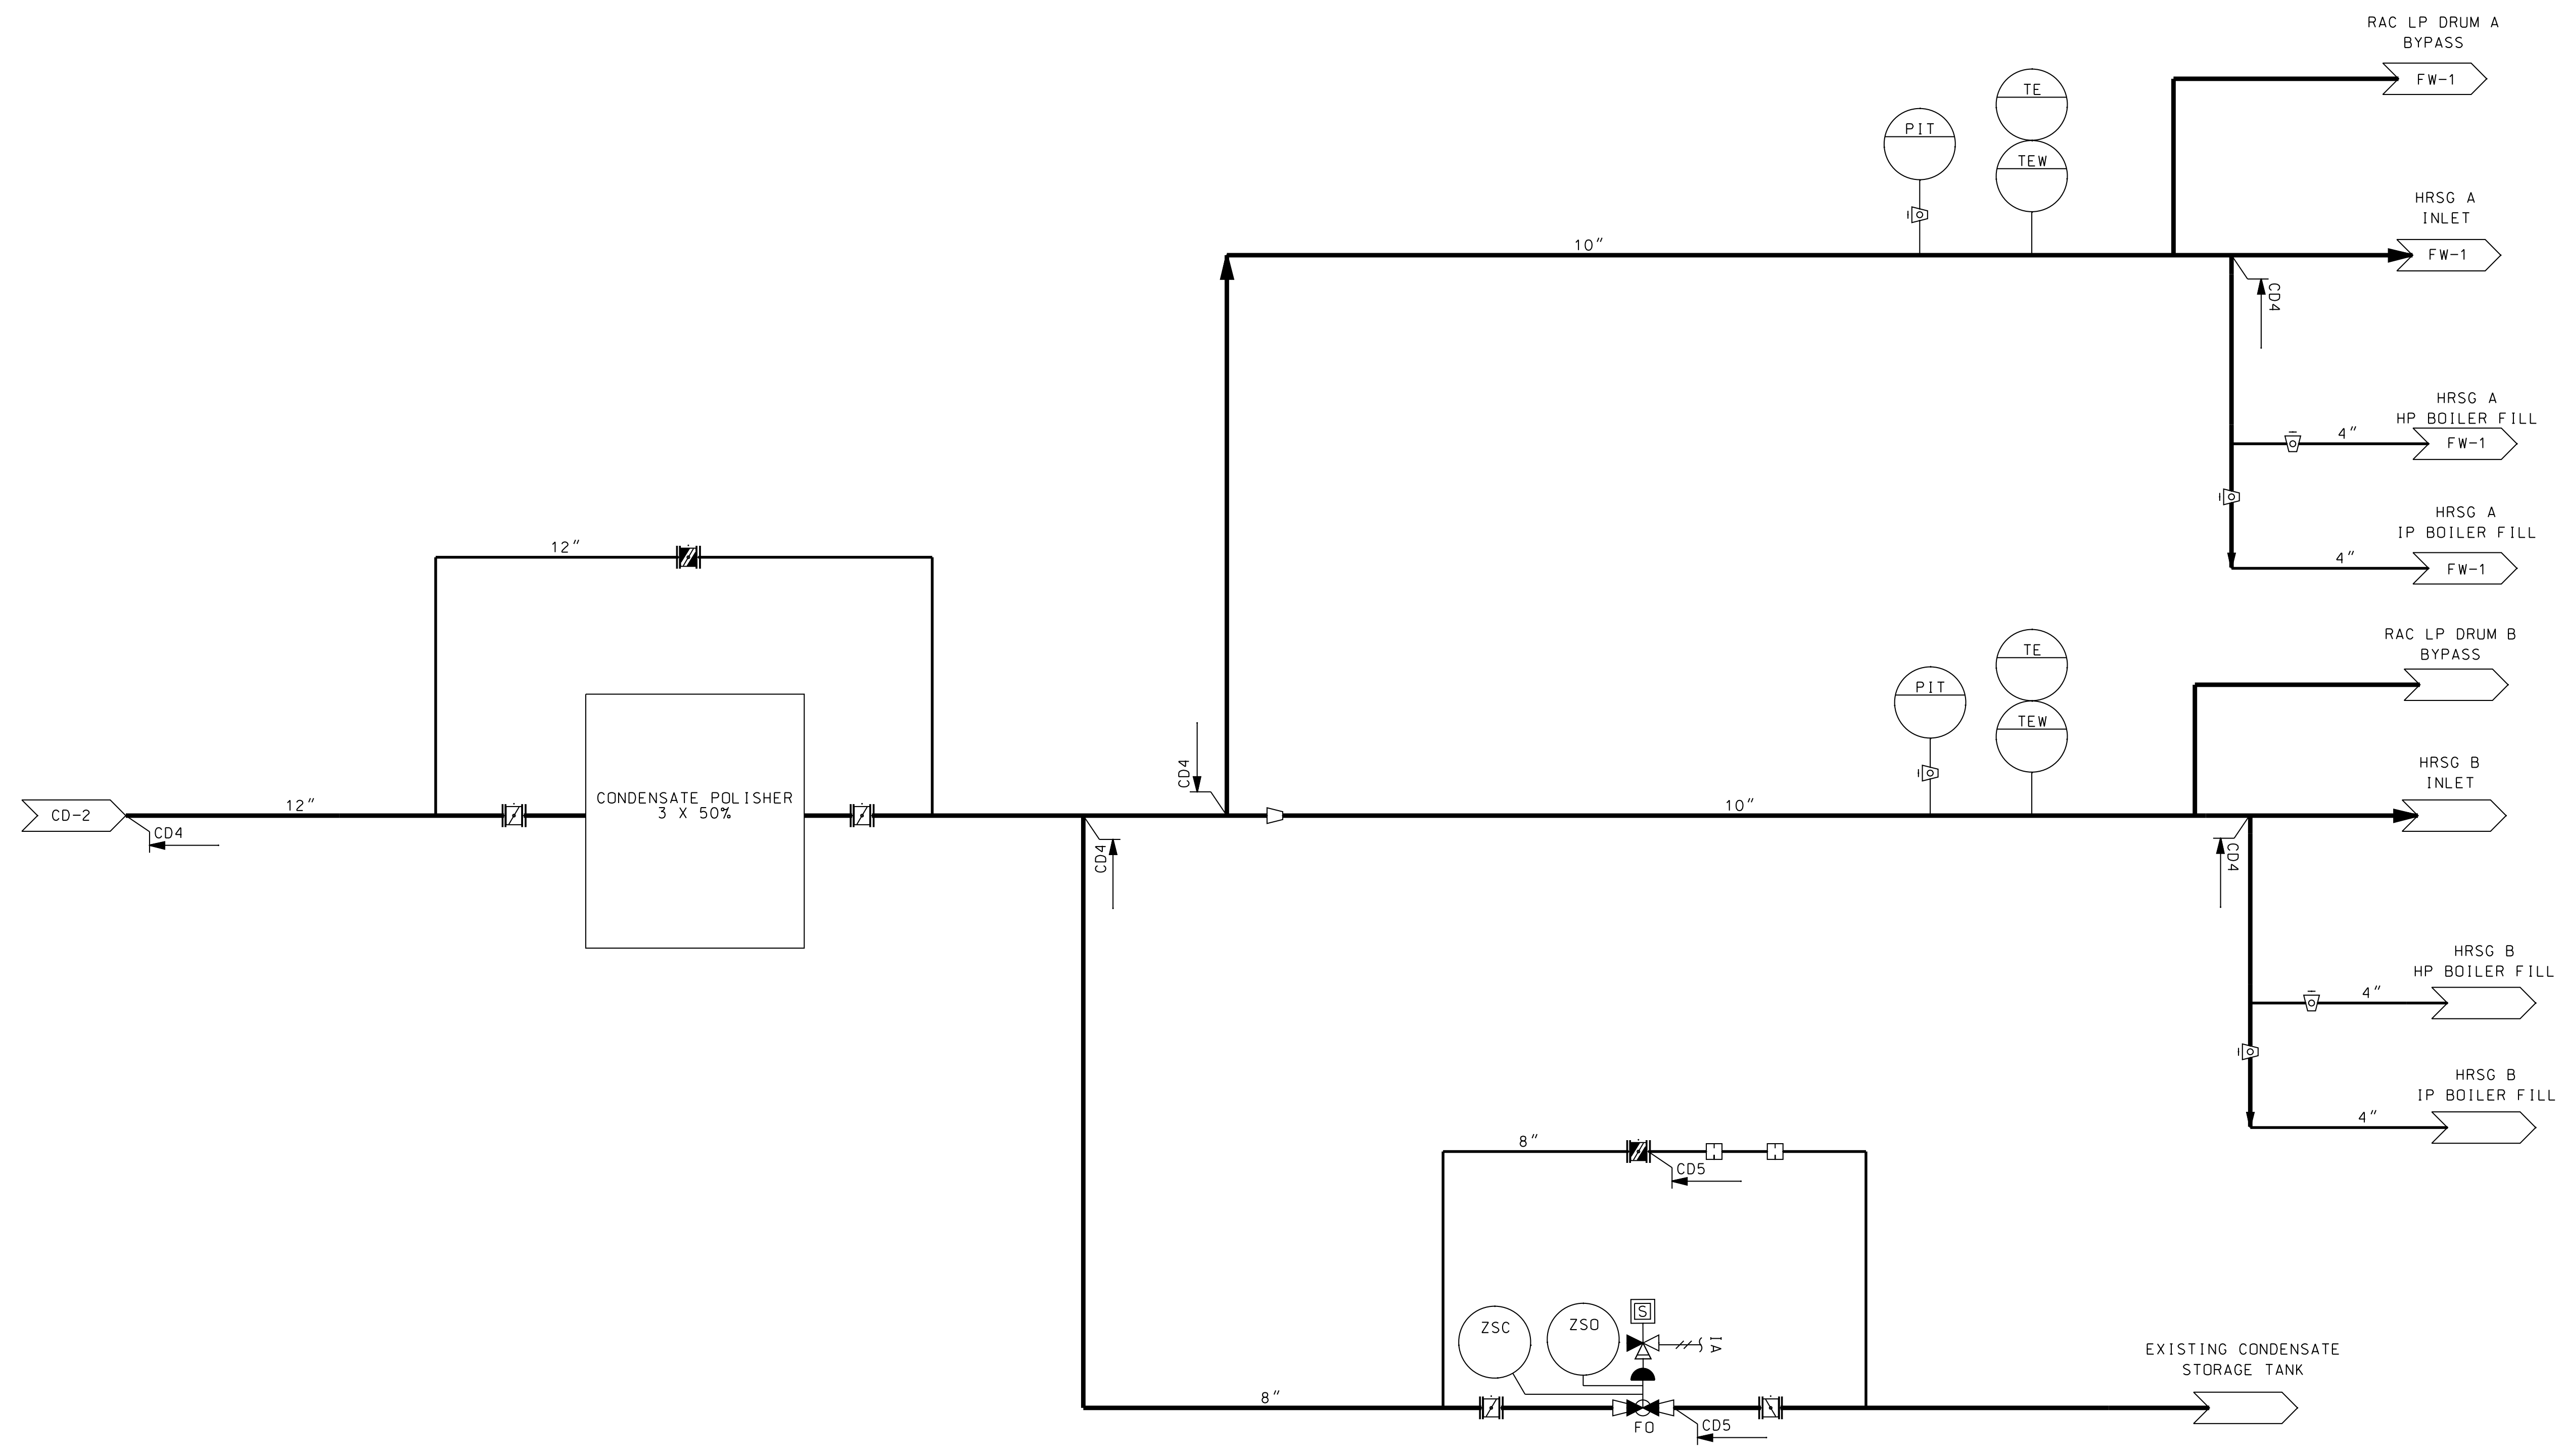 RAC LP DRUM A
BYPASS
FW-1
TE
PIT
TEW
HRSG A
INLET
10"
FW-1
CD4
HRSG A
HP BOILER FILL
4"
FW-1
HRSG A
IP BOILER FILL
4"
FW-1
12"
RAC LP DRUM B
BYPASS
TE
PIT
TEW
HRSG B
INLET
CD4
CONDENSATE POLISHER
3 X 50%
12"
10"
CD-2
CD4
CD4
CD4
HRSG B
HP BOILER FILL
4"
HRSG B
IP BOILER FILL
4"
8"
CD5
S
ZSC
ZSO
IA
EXISTING CONDENSATE
STORAGE TANK
8"
FO
CD5